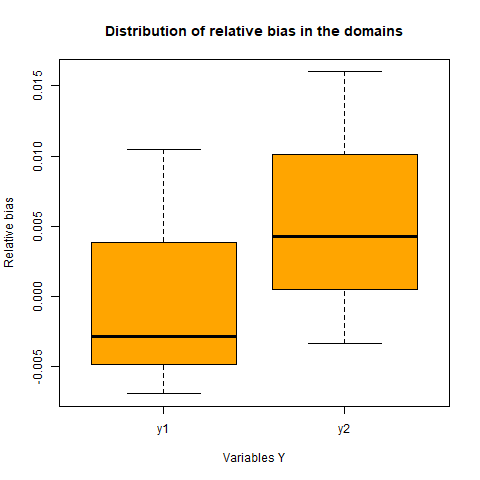 Distribution of relative bias in the domains
Relative bias
0.015
0.010
0.005
0.000
-0.005
y1
y2
Variables Y